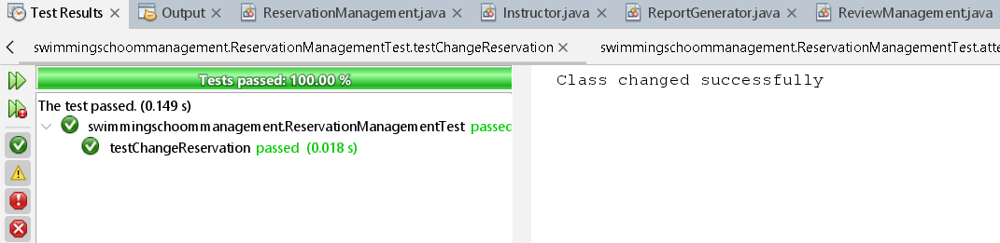 Test Results Output ReservationManagement.java Instructor.java ReportGenerator.java ReviewManagement.java
swimmingschoommanagement.ReservationManagementTest.testChangeReservation swimmingschoommanagement.ReservationManagementTest.atte
Tests passed: 100.00 %
Class changed successfully
The test passed. (0.149 s)
swimmingschoommanagement.ReservationManagementTest passed
testChangeReservation passed (0.018 s)